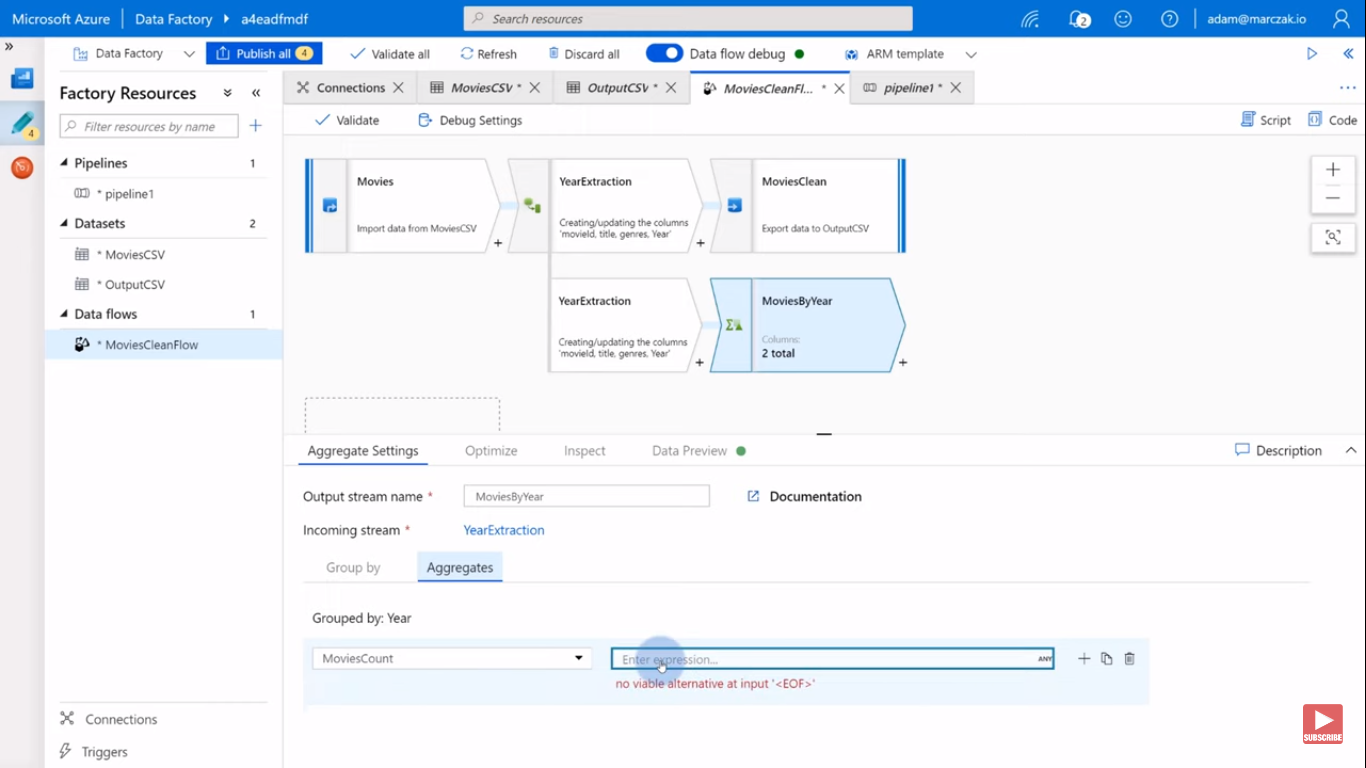 Microsoft Azure
Data Factory
a4eadfmdf
Search resources
2
adam@marczak.io
Data Factory
Publish all 4
Validate all
Refresh
Discard all
Data flow debug
ARM template
Factory Resources
Connections
MoviesCSV *
OutputCSV *
MoviesCleanFl... *
pipeline1 *
4
Filter resources by name
Validate
Debug Settings
Script
Code
Pipelines 1
* pipeline1
Datasets 2
* MoviesCSV
* OutputCSV
Data flows 1
* MoviesCleanFlow
Movies
Import data from MoviesCSV
YearExtraction
Creating/updating the columns
'movieId, title, genres, Year'
MoviesClean
Export data to OutputCSV
YearExtraction
Creating/updating the columns
'movieId, title, genres, Year'
MoviesByYear
Columns:
2 total
Aggregate Settings
Optimize
Inspect
Data Preview
Description
Output stream name *
MoviesByYear
Documentation
Incoming stream *
YearExtraction
Group by
Aggregates
Grouped by: Year
MoviesCount
Enter expression...
ANY
no viable alternative at input '<EOF>'
Connections
Triggers
SUBSCRIBE